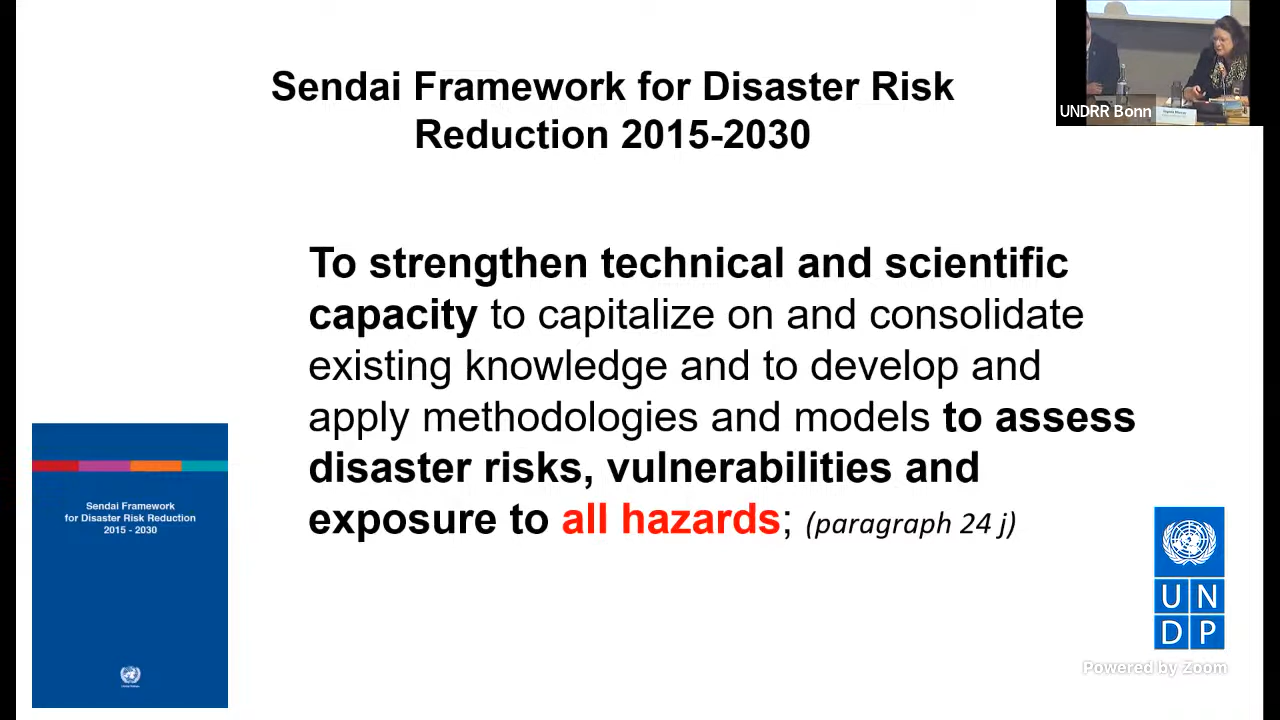 Sendai Framework for Disaster Risk
Reduction 2015-2030
UNDRR Bonn
To strengthen technical and scientific
capacity to capitalize on and consolidate
existing knowledge and to develop and
apply methodologies and models to assess
disaster risks, vulnerabilities and
exposure to all hazards; (paragraph 24 j)
Sendai Framework
for Disaster Risk Reduction
2015 - 2030
U N
D P
Powered by Zoom